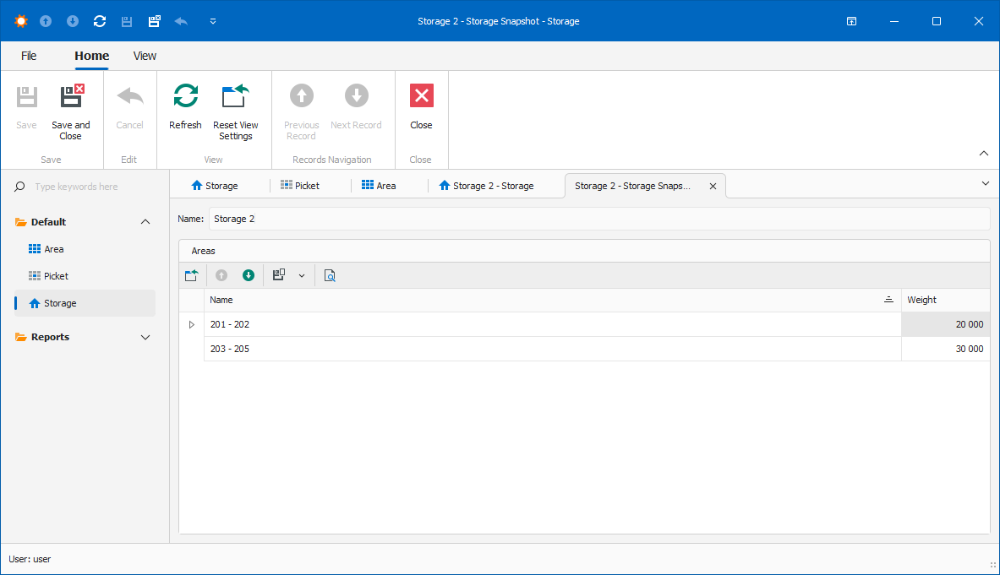 Storage 2 - Storage Snapshot - Storage
File Home View
Save
Save and Close
Cancel
Refresh
Reset View Settings
Previous Record
Next Record
Close
Save
Edit
View
Records Navigation
Close
Type keywords here
Default
Area
Picket
Storage
Reports
Storage
Picket
Area
Storage 2 - Storage
Storage 2 - Storage Snaps...
Name: Storage 2
Areas
Name Weight
201 - 202 20 000
203 - 205 30 000
User: user